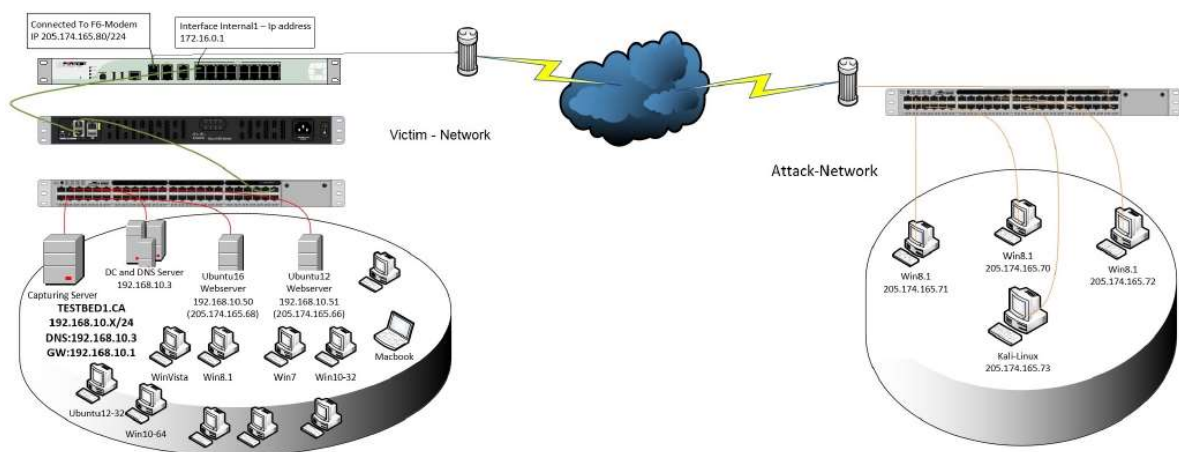 Connected To F6-Modem
IP 205.174.165.80/224
Interface Internal1 – Ip address
172.16.0.1
Victim - Network
Attack-Network
Capturing Server
DC and DNS Server
192.168.10.3
Ubuntu16
Webserver
192.168.10.50
(205.174.165.68)
Ubuntu12
Webserver
192.168.10.51
(205.174.165.66)
TESTBED1.CA
192.168.10.X/24
DNS:192.168.10.3
GW:192.168.10.1
WinVista
Win8.1
Win7
Win10-32
Macbook
Ubuntu12-32
Win10-64
Win8.1
205.174.165.71
Win8.1
205.174.165.70
Win8.1
205.174.165.72
Kali-Linux
205.174.165.73